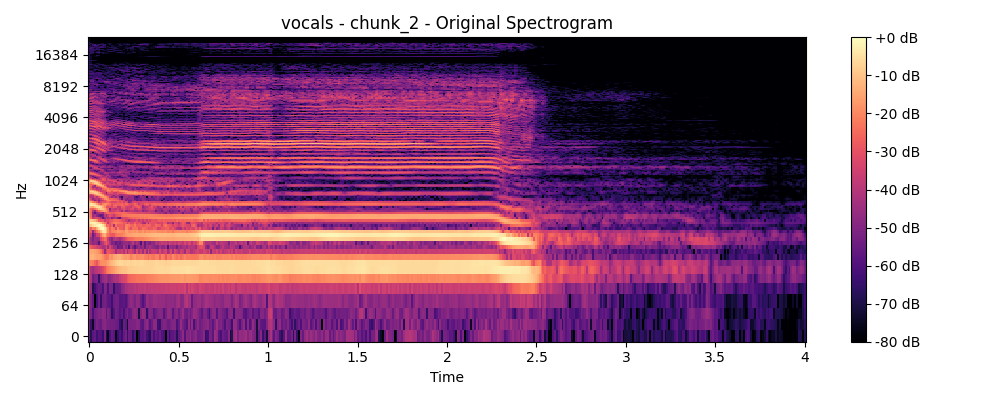 vocals - chunk_2 - Original Spectrogram
Hz
16384
8192
4096
2048
1024
512
256
128
64
0
0 0.5 1 1.5 2 2.5 3 3.5 4
Time
+0 dB
-10 dB
-20 dB
-30 dB
-40 dB
-50 dB
-60 dB
-70 dB
-80 dB